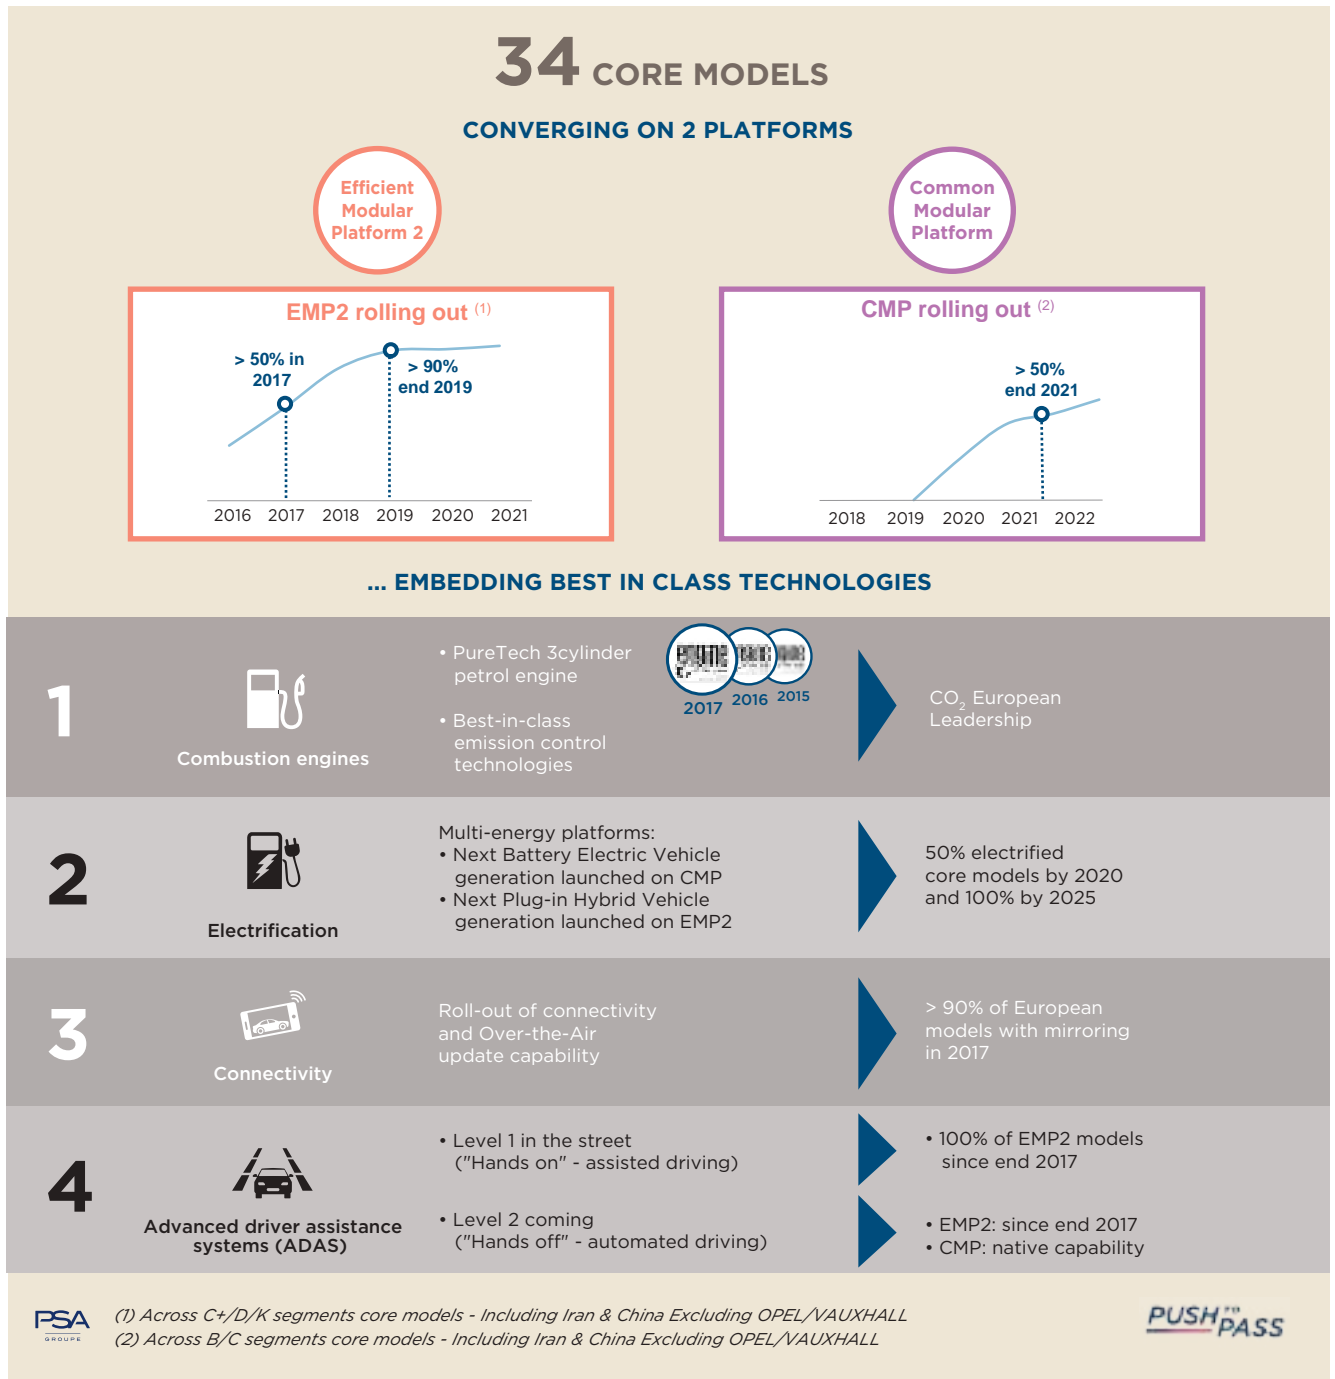 34 CORE MODELS
CONVERGING ON 2 PLATFORMS
Efficient
Modular
Platform 2
Common
Modular
Platform
EMP2 rolling out (1)
> 50% in
2017
> 90%
end 2019
2016 2017 2018 2019 2020 2021
CMP rolling out (2)
> 50%
end 2021
2018 2019 2020 2021 2022
... EMBEDDING BEST IN CLASS TECHNOLOGIES
1
Combustion engines
• PureTech 3cylinder
petrol engine
• Best-in-class
emission control
technologies
2017 2016 2015
CO2 European
Leadership
2
Electrification
Multi-energy platforms:
• Next Battery Electric Vehicle
generation launched on CMP
• Next Plug-in Hybrid Vehicle
generation launched on EMP2
50% electrified
core models by 2020
and 100% by 2025
3
Connectivity
Roll-out of connectivity
and Over-the-Air
update capability
> 90% of European
models with mirroring
in 2017
4
Advanced driver assistance
systems (ADAS)
• Level 1 in the street
("Hands on" - assisted driving)
• 100% of EMP2 models
since end 2017
• Level 2 coming
("Hands off" - automated driving)
• EMP2: since end 2017
• CMP: native capability
PSA
GROUPE
(1) Across C+/D/K segments core models - Including Iran & China Excluding OPEL/VAUXHALL
(2) Across B/C segments core models - Including Iran & China Excluding OPEL/VAUXHALL
PUSH TO
PASS